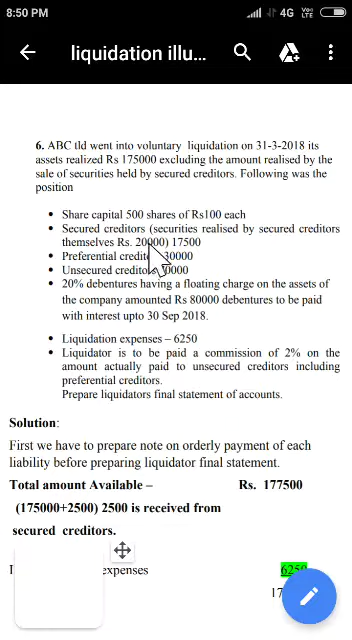 8:50 PM 4G VoLTE
liquidation illu...
6. ABC tld went into voluntary liquidation on 31-3-2018 its
assets realized Rs 175000 excluding the amount realised by the
sale of securities held by secured creditors. Following was the
position
• Share capital 500 shares of Rs100 each
• Secured creditors (securities realised by secured creditors
themselves Rs. 20000) 17500
• Preferential 30000
• Unsecured
• 20% debentures having a floating charge on the assets of
the company amounted Rs 80000 debentures to be paid
with interest upto 30 Sep 2018.
• Liquidation expenses – 6250
• Liquidator is to be paid a commission of 2% on the
amount actually paid to unsecured creditors including
preferential creditors.
Prepare liquidators final statement of accounts.
Solution:
First we have to prepare note on orderly payment of each
liability before preparing liquidator final statement.
Total amount Available – Rs. 177500
(175000+2500) 2500 is received from
secured creditors.
expenses 6250